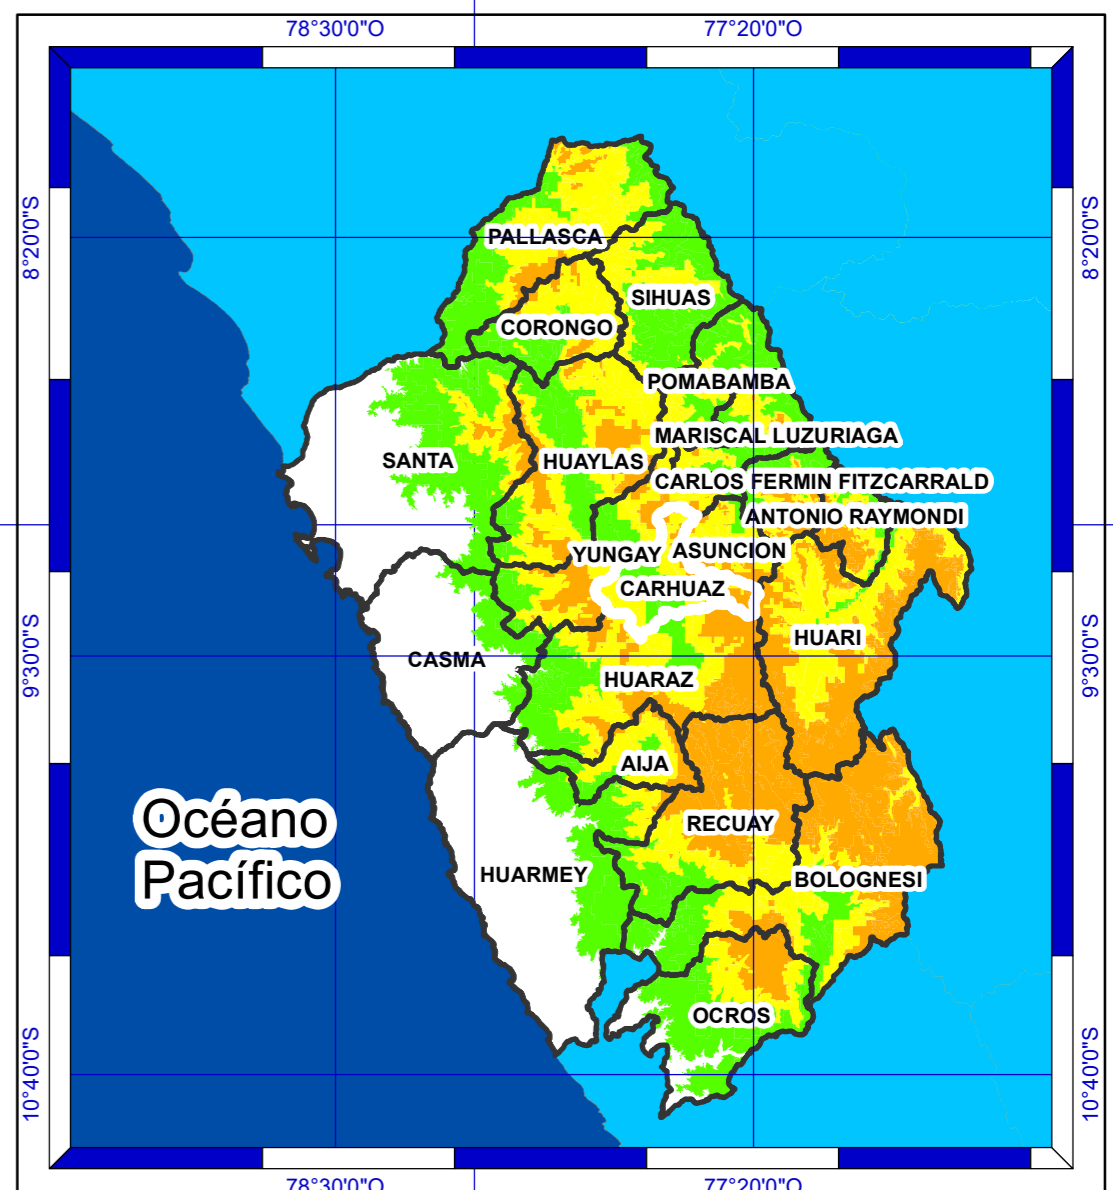 78°30'0"O
77°20'0"O
8°20'0"S
8°20'0"S
PALLASCA
SIHUAS
CORONGO
POMABAMBA
MARISCAL LUZURIAGA
SANTA
HUAYLAS
CARLOS FERMIN FITZCARRALD
ANTONIO RAYMONDI
YUNGAY
ASUNCION
CARHUAZ
HUARI
9°30'0"S
9°30'0"S
CASMA
HUARAZ
AIJA
Océano
Pacífico
RECUAY
HUARMEY
BOLOGNESI
OCROS
10°40'0"S
10°40'0"S
78°30'0"O
77°20'0"O